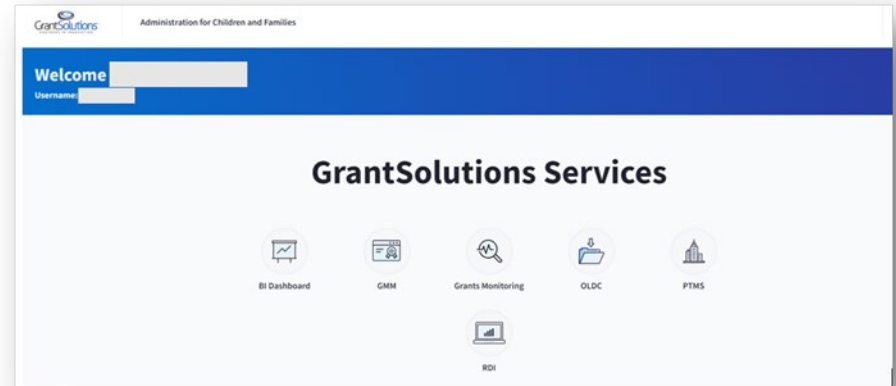 GrantSolutions
Administration for Children and Families
Welcome
Username:
GrantSolutions Services
BI Dashboard
GMM
Grants Monitoring
OLDC
PTMS
RDI